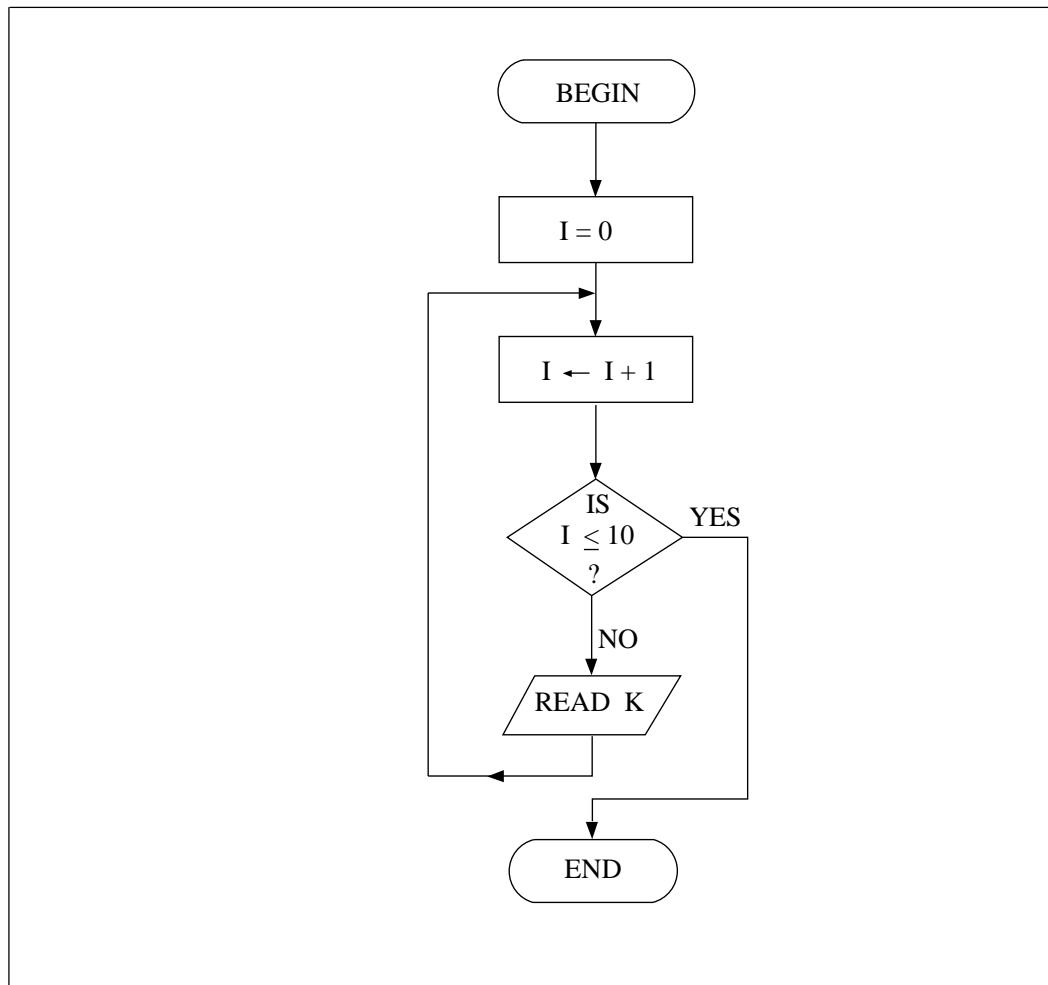 BEGIN
I = 0
I ← I + 1
IS
I ≤ 10
?
YES
NO
READ K
END